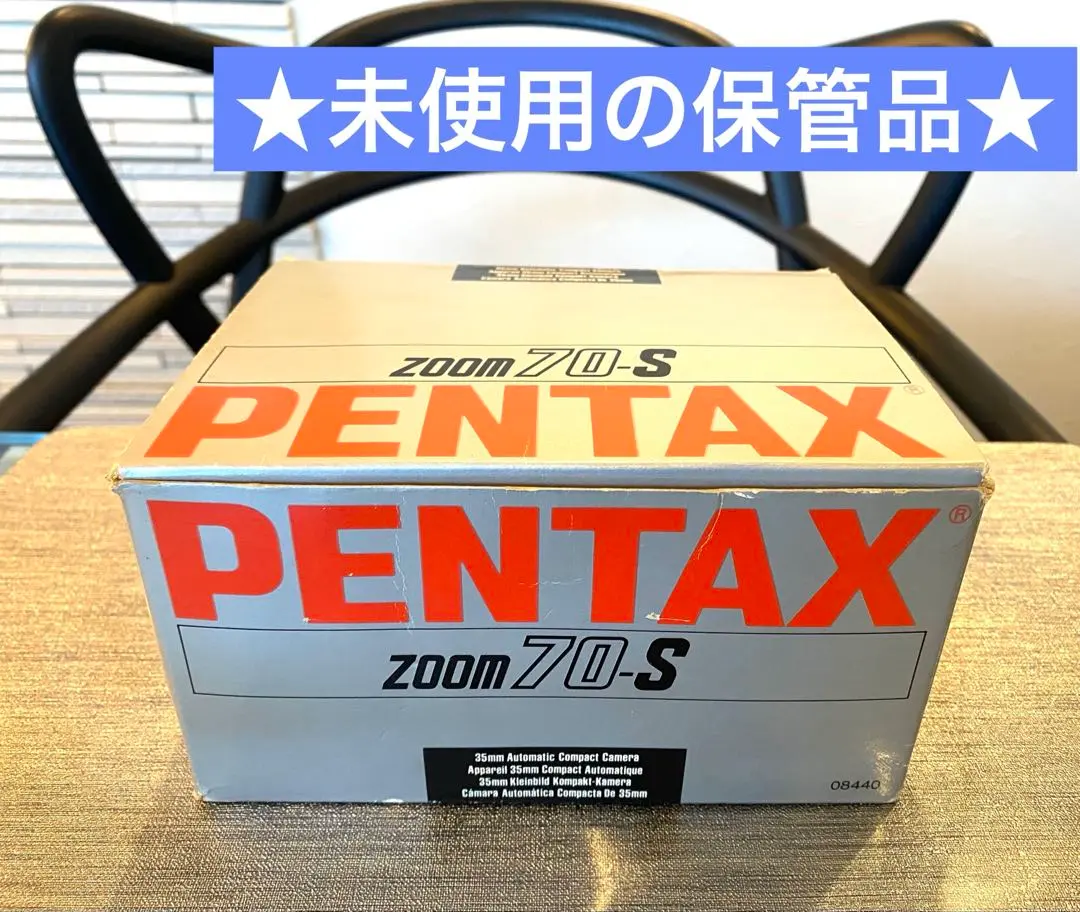 ★未使用の保管品★
zoom 70-S
PENTAX®
PENTAX®
zoom 70-S
35mm Automatic Compact Camera
Appareil 35mm Compact Automatique
35mm Kleinbild Kompakt-Kamera
Cámara Automática Compacta De 35mm
08440